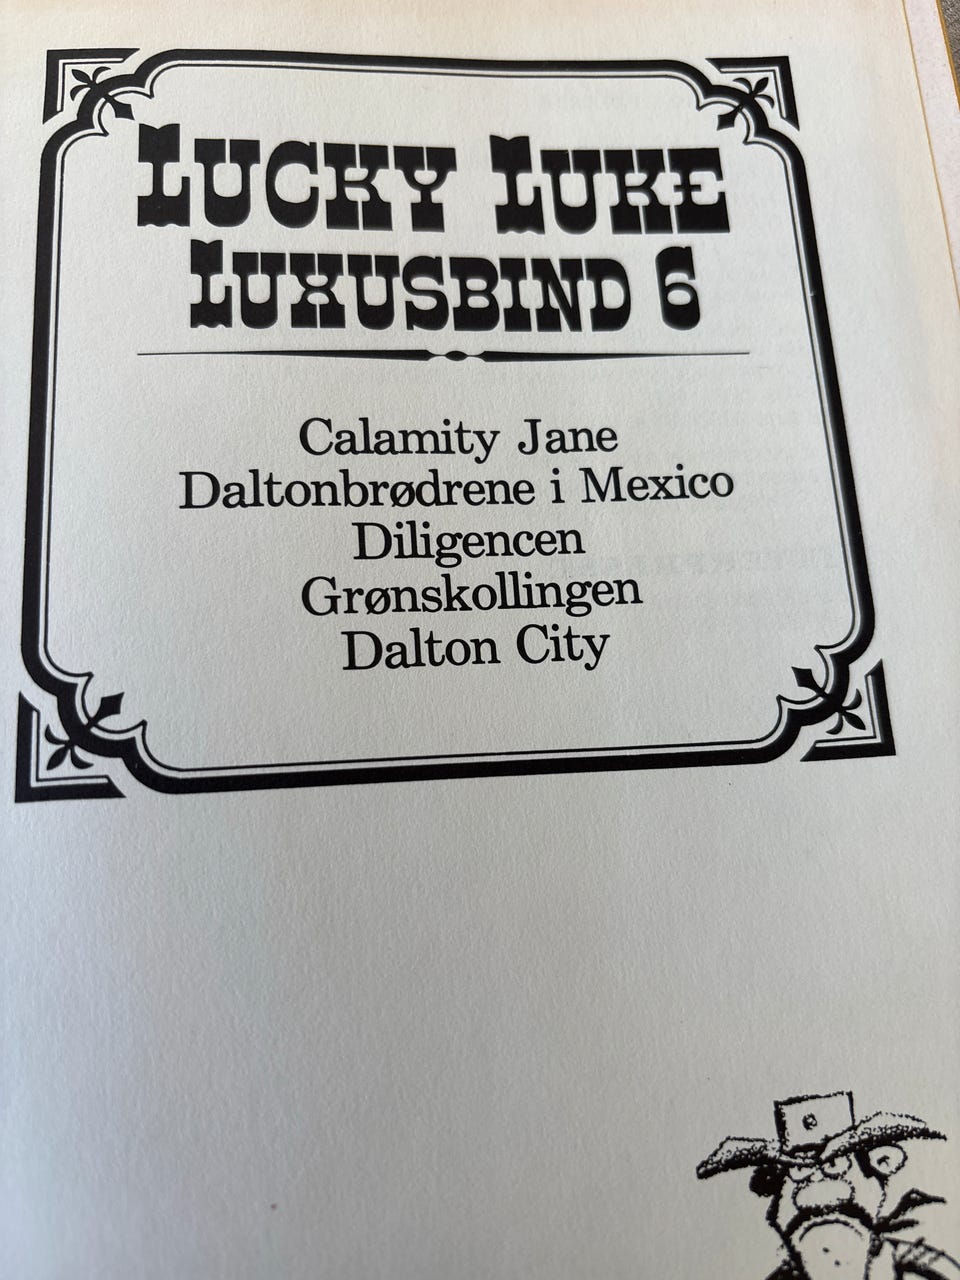 LUCKY LUKE
LUXUSBIND 6
Calamity Jane
Daltonbrødrene i Mexico
Diligencen
Grønskollingen
Dalton City